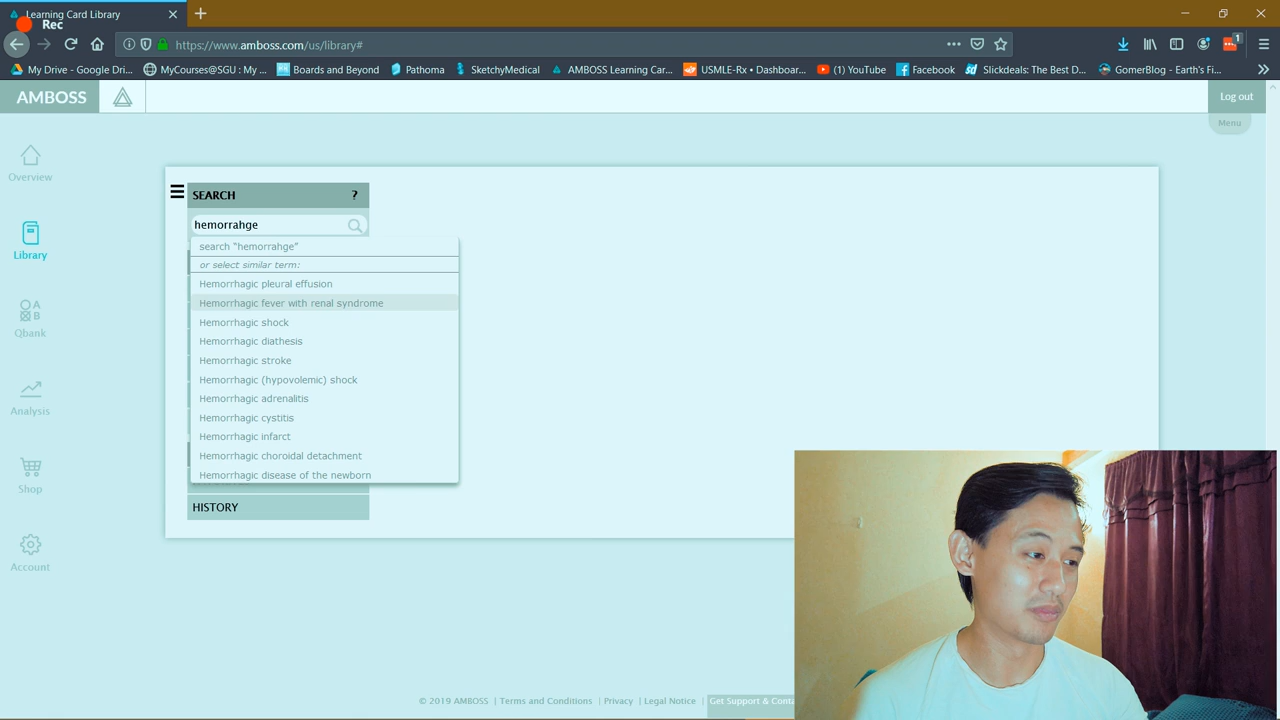 Learning Card Library
Rec
https://www.amboss.com/us/library#
1
My Drive - Google Dri...
MyCourses@SGU : My ...
Boards and Beyond
Pathoma
SketchyMedical
AMBOSS Learning Car...
USMLE-Rx • Dashboar...
(1) YouTube
Facebook
Slickdeals: The Best D...
GomerBlog - Earth's Fi...
AMBOSS
Log out
Menu
Overview
Library
Qbank
Analysis
Shop
Account
SEARCH ?
hemorrahge
search "hemorrahge"
or select similar term:
Hemorrhagic pleural effusion
Hemorrhagic fever with renal syndrome
Hemorrhagic shock
Hemorrhagic diathesis
Hemorrhagic stroke
Hemorrhagic (hypovolemic) shock
Hemorrhagic adrenalitis
Hemorrhagic cystitis
Hemorrhagic infarct
Hemorrhagic choroidal detachment
Hemorrhagic disease of the newborn
HISTORY
© 2019 AMBOSS | Terms and Conditions | Privacy | Legal Notice | Get Support & Conta